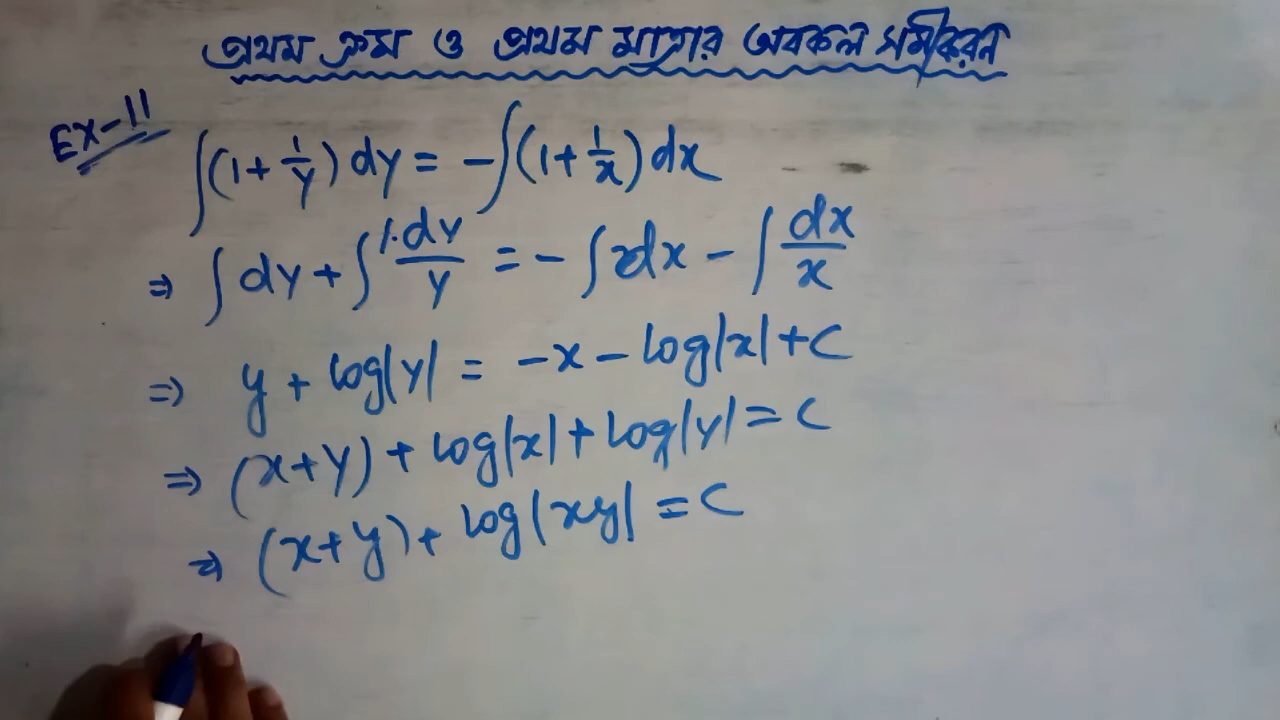 প্রথম ক্রম ও প্রথম মাত্রার অবকল সমীকরন
Ex-11
∫(1+1/y)dy = -∫(1+1/x)dx
⇒ ∫dy + ∫1·dy/y = -∫dx - ∫dx/x
⇒ y + log|y| = -x - log|x| + c
⇒ (x+y) + log|x| + log|y| = c
⇒ (x+y) + log|xy| = c